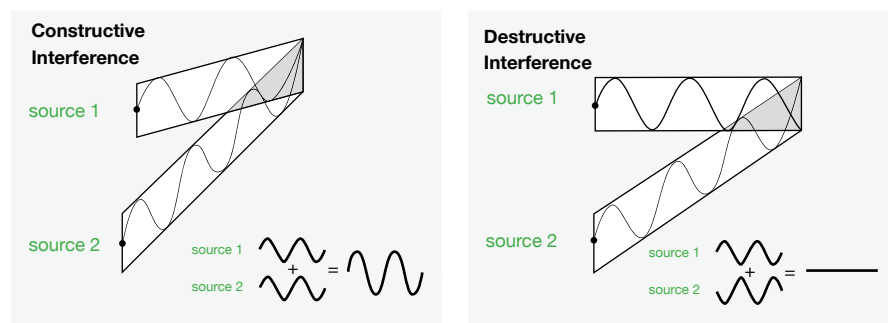 Constructive
Interference
source 1
source 2
source 1
+
=
source 2
Destructive
Interference
source 1
source 2
source 1
+
=
source 2